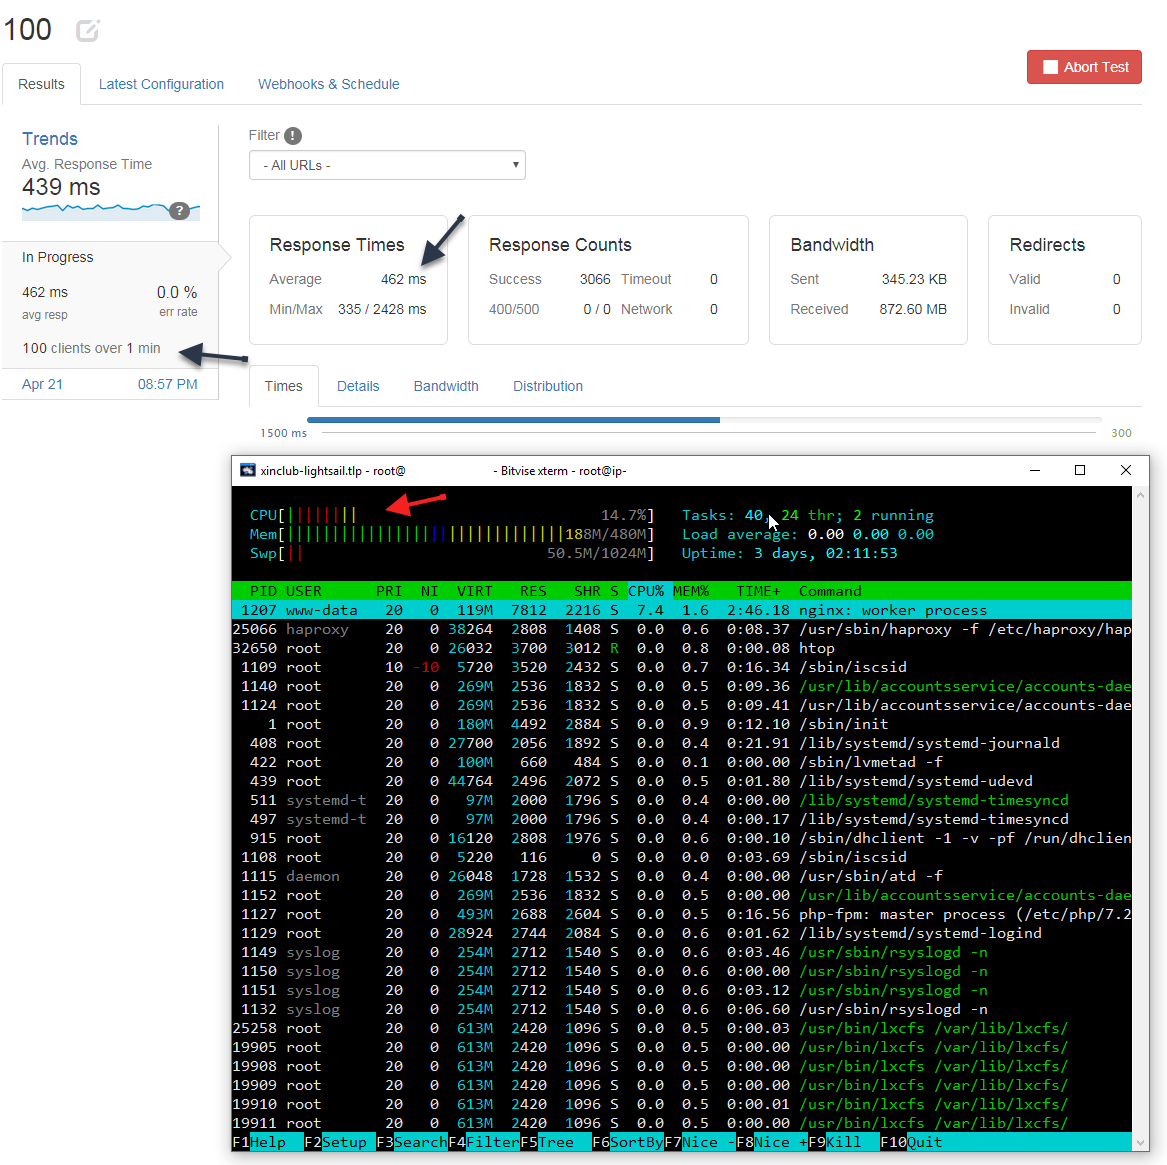 100
Abort Test
Results Latest Configuration Webhooks & Schedule
Trends
Avg. Response Time
439 ms
?
In Progress
462 ms 0.0 %
avg resp err rate
100 clients over 1 min
Apr 21 08:57 PM
Filter !
- All URLs -
Response Times
Average 462 ms
Min/Max 335 / 2428 ms
Response Counts
Success 3066 Timeout 0
400/500 0 / 0 Network 0
Bandwidth
Sent 345.23 KB
Received 872.60 MB
Redirects
Valid 0
Invalid 0
Times Details Bandwidth Distribution
1500 ms 300
xinclub-lightsail.tlp - root@ - Bitvise xterm - root@ip-
CPU[||||||||| 14.7%] Tasks: 40, 24 thr; 2 running
Mem[|||||||||||||||||||||||||||||||188M/480M] Load average: 0.00 0.00 0.00
Swp[|| 50.5M/1024M] Uptime: 3 days, 02:11:53
PID USER PRI NI VIRT RES SHR S CPU% MEM% TIME+ Command
1207 www-data 20 0 119M 7812 2216 S 7.4 1.6 2:46.18 nginx: worker process
25066 haproxy 20 0 38264 2808 1408 S 0.0 0.6 0:08.37 /usr/sbin/haproxy -f /etc/haproxy/hap
32650 root 20 0 26032 3700 3012 R 0.0 0.8 0:00.08 htop
1109 root 10 -10 5720 3520 2432 S 0.0 0.7 0:16.34 /sbin/iscsid
1140 root 20 0 269M 2536 1832 S 0.0 0.5 0:09.36 /usr/lib/accountsservice/accounts-dae
1124 root 20 0 269M 2536 1832 S 0.0 0.5 0:09.41 /usr/lib/accountsservice/accounts-dae
1 root 20 0 180M 4492 2884 S 0.0 0.9 0:12.10 /sbin/init
408 root 20 0 27700 2056 1892 S 0.0 0.4 0:21.91 /lib/systemd/systemd-journald
422 root 20 0 100M 660 484 S 0.0 0.1 0:00.00 /sbin/lvmetad -f
439 root 20 0 44764 2496 2072 S 0.0 0.5 0:01.80 /lib/systemd/systemd-udevd
511 systemd-t 20 0 97M 2000 1796 S 0.0 0.4 0:00.00 /lib/systemd/systemd-timesyncd
497 systemd-t 20 0 97M 2000 1796 S 0.0 0.4 0:00.17 /lib/systemd/systemd-timesyncd
915 root 20 0 16120 2808 1976 S 0.0 0.6 0:00.10 /sbin/dhclient -1 -v -pf /run/dhclien
1108 root 20 0 5220 116 0 S 0.0 0.0 0:03.69 /sbin/iscsid
1115 daemon 20 0 26048 1728 1532 S 0.0 0.4 0:00.00 /usr/sbin/atd -f
1152 root 20 0 269M 2536 1832 S 0.0 0.5 0:00.00 /usr/lib/accountsservice/accounts-dae
1127 root 20 0 493M 2688 2604 S 0.0 0.5 0:16.56 php-fpm: master process (/etc/php/7.2
1129 root 20 0 28924 2744 2084 S 0.0 0.6 0:01.62 /lib/systemd/systemd-logind
1149 syslog 20 0 254M 2712 1540 S 0.0 0.6 0:03.46 /usr/sbin/rsyslogd -n
1150 syslog 20 0 254M 2712 1540 S 0.0 0.6 0:00.00 /usr/sbin/rsyslogd -n
1151 syslog 20 0 254M 2712 1540 S 0.0 0.6 0:03.12 /usr/sbin/rsyslogd -n
1132 syslog 20 0 254M 2712 1540 S 0.0 0.6 0:06.60 /usr/sbin/rsyslogd -n
25258 root 20 0 613M 2420 1096 S 0.0 0.5 0:00.03 /usr/bin/lxcfs /var/lib/lxcfs/
19905 root 20 0 613M 2420 1096 S 0.0 0.5 0:00.00 /usr/bin/lxcfs /var/lib/lxcfs/
19908 root 20 0 613M 2420 1096 S 0.0 0.5 0:00.00 /usr/bin/lxcfs /var/lib/lxcfs/
19909 root 20 0 613M 2420 1096 S 0.0 0.5 0:00.00 /usr/bin/lxcfs /var/lib/lxcfs/
19910 root 20 0 613M 2420 1096 S 0.0 0.5 0:00.01 /usr/bin/lxcfs /var/lib/lxcfs/
19911 root 20 0 613M 2420 1096 S 0.0 0.5 0:00.00 /usr/bin/lxcfs /var/lib/lxcfs/
F1Help F2Setup F3SearchF4FilterF5Tree F6SortByF7Nice -F8Nice +F9Kill F10Quit